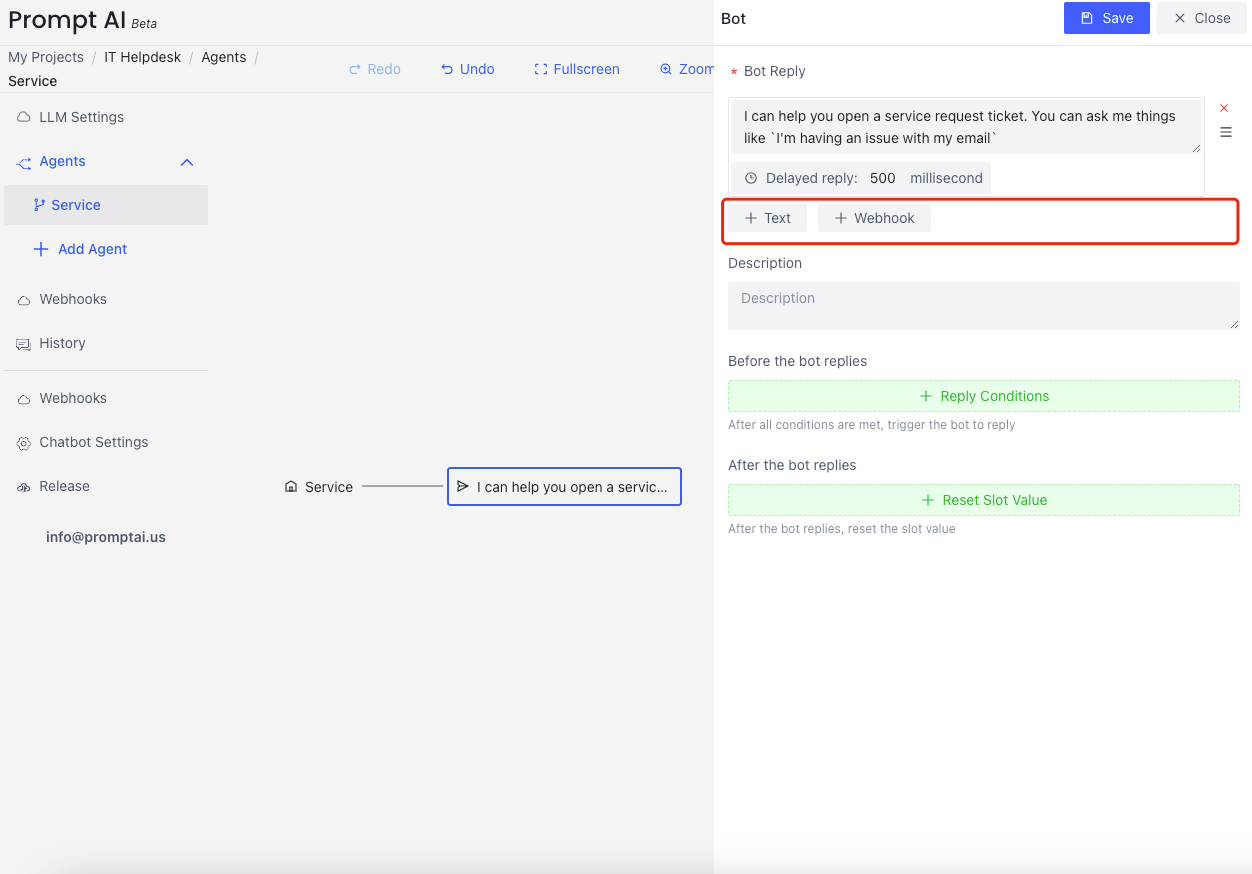 Prompt AI Beta
My Projects / IT Helpdesk / Agents /
Service
Redo
Undo
Fullscreen
Zoom
LLM Settings
Agents
Service
Add Agent
Webhooks
History
Webhooks
Chatbot Settings
Release
info@promptai.us
Service
I can help you open a servic...
Bot
Save
Close
* Bot Reply
I can help you open a service request ticket. You can ask me things
like `I'm having an issue with my email`
Delayed reply: 500 millisecond
+ Text
+ Webhook
Description
Description
Before the bot replies
+ Reply Conditions
After all conditions are met, trigger the bot to reply
After the bot replies
+ Reset Slot Value
After the bot replies, reset the slot value